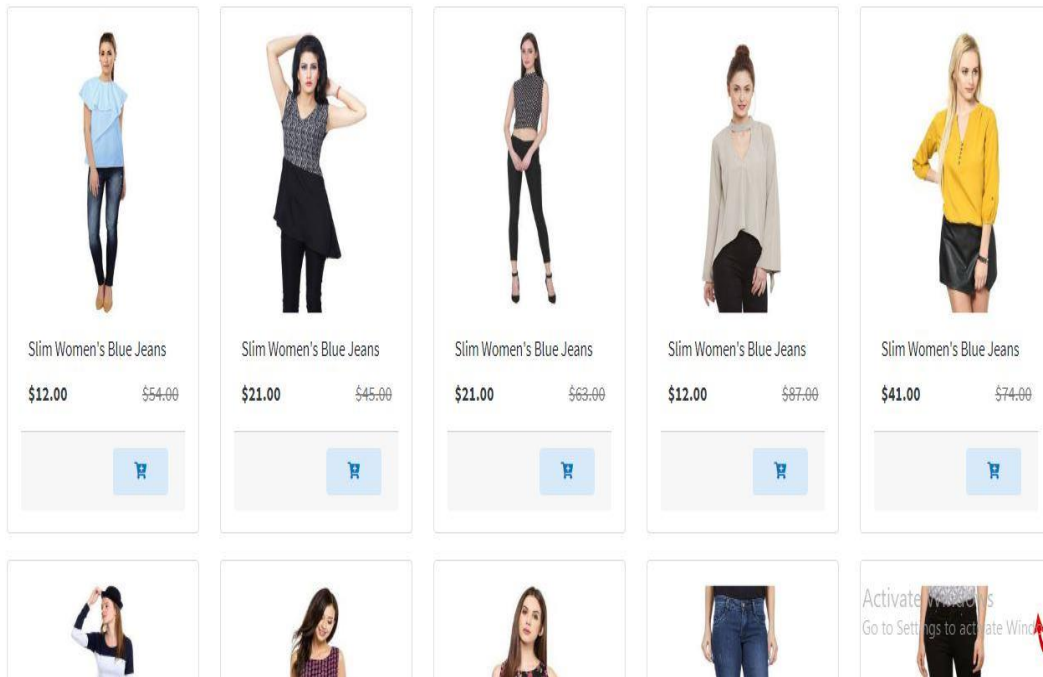 Slim Women's Blue Jeans
$12.00 $54.00
Slim Women's Blue Jeans
$21.00 $45.00
Slim Women's Blue Jeans
$21.00 $63.00
Slim Women's Blue Jeans
$12.00 $87.00
Slim Women's Blue Jeans
$41.00 $74.00
Activate Windows
Go to Settings to activate